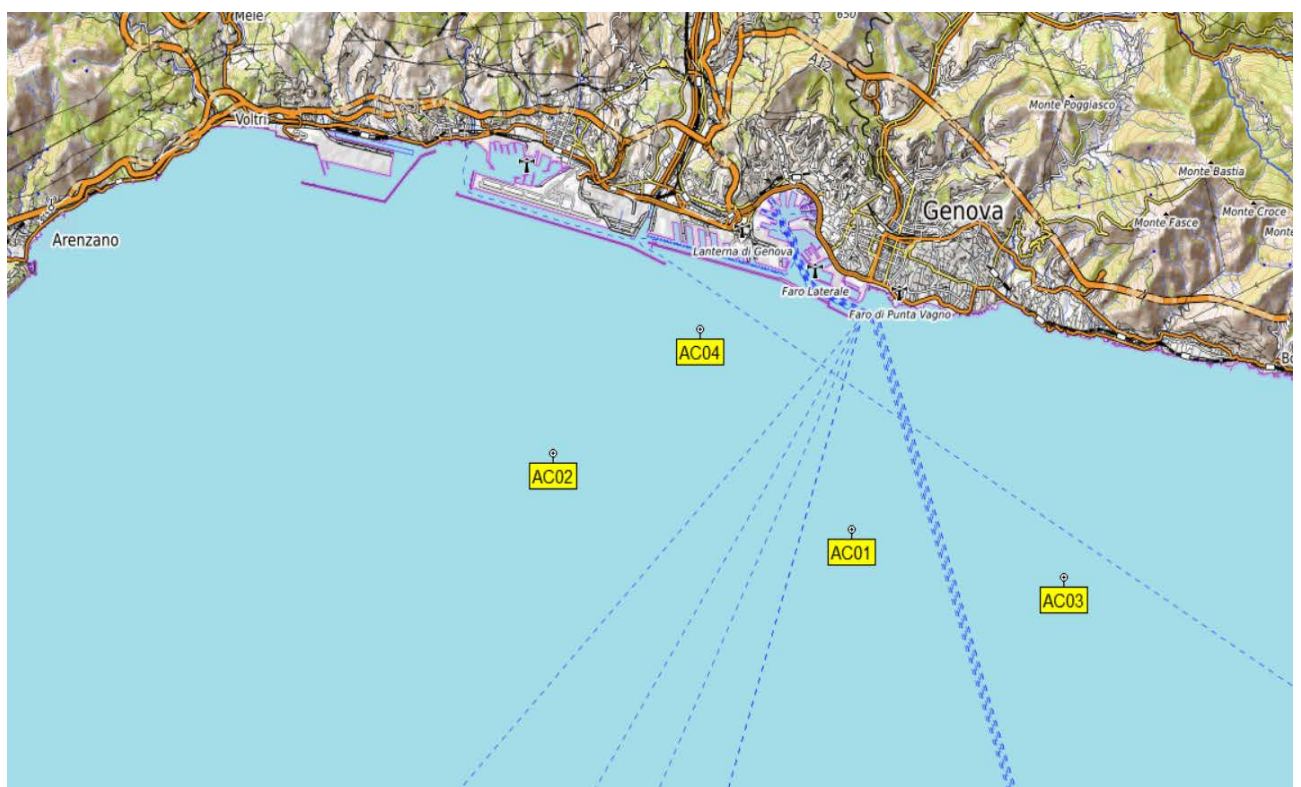 Mele
650
A12
Monte Poggiasco
Voltri
Monte Bastia
Genova
Monte Croce
Monte Fasce
Monte
Arenzano
Lanterna di Genova
Faro Laterale
Faro di Punta Vagno
AC04
Bo
AC02
AC01
AC03